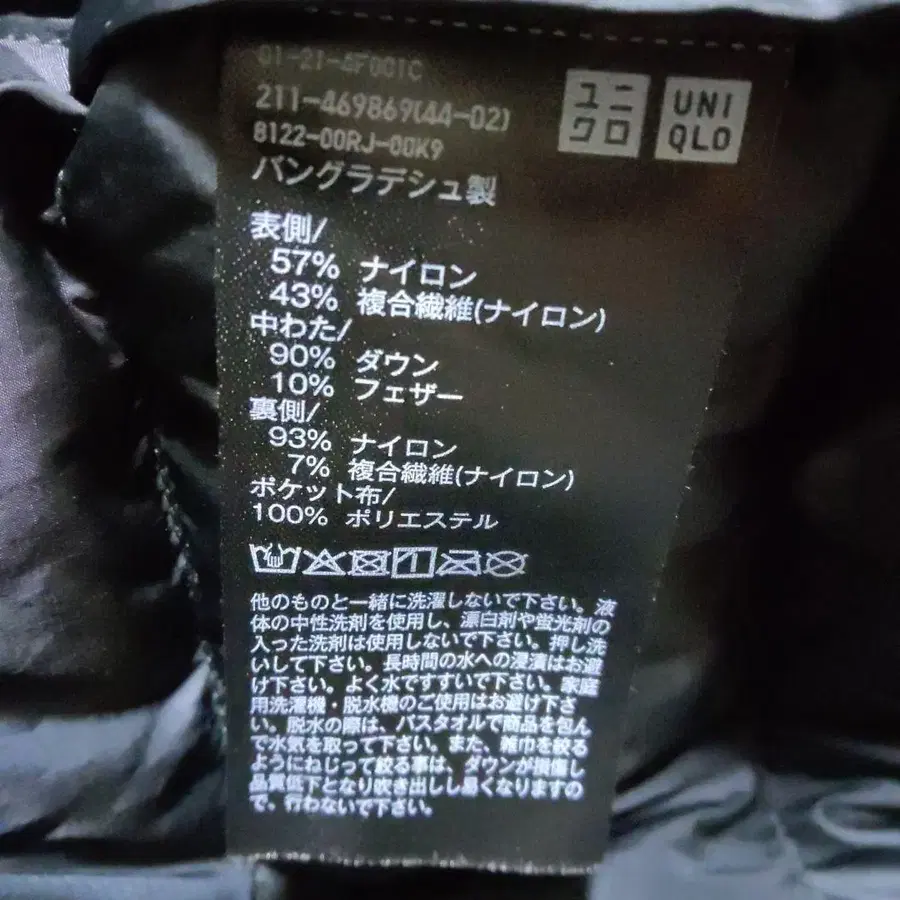 01-21-4F001C
211-469869(44-02)
8122-00RJ-00K9
バングラデシュ製
ユニ
クロ
UNI
QLO
表側/
57% ナイロン
43% 複合繊維(ナイロン)
中わた/
90% ダウン
10% フェザー
裏側/
93% ナイロン
7% 複合繊維(ナイロン)
ポケット布/
100% ポリエステル
他のものと一緒に洗濯しないで下さい。液
体の中性洗剤を使用し、漂白剤や蛍光剤の
入った洗剤は使用しないで下さい。押し洗
いして下さい。長時間の水への浸漬はお避
け下さい。よく水ですすいで下さい。家庭
用洗濯機・脱水機のご使用はお避け下さ
い。脱水の際は、バスタオルで商品を包ん
で水気を取って下さい。また、雑巾を絞る
ようにねじって絞る事は、ダウンが損傷し
品質低下となり吹き出しし易くなりますの
で、行わないで下さい。